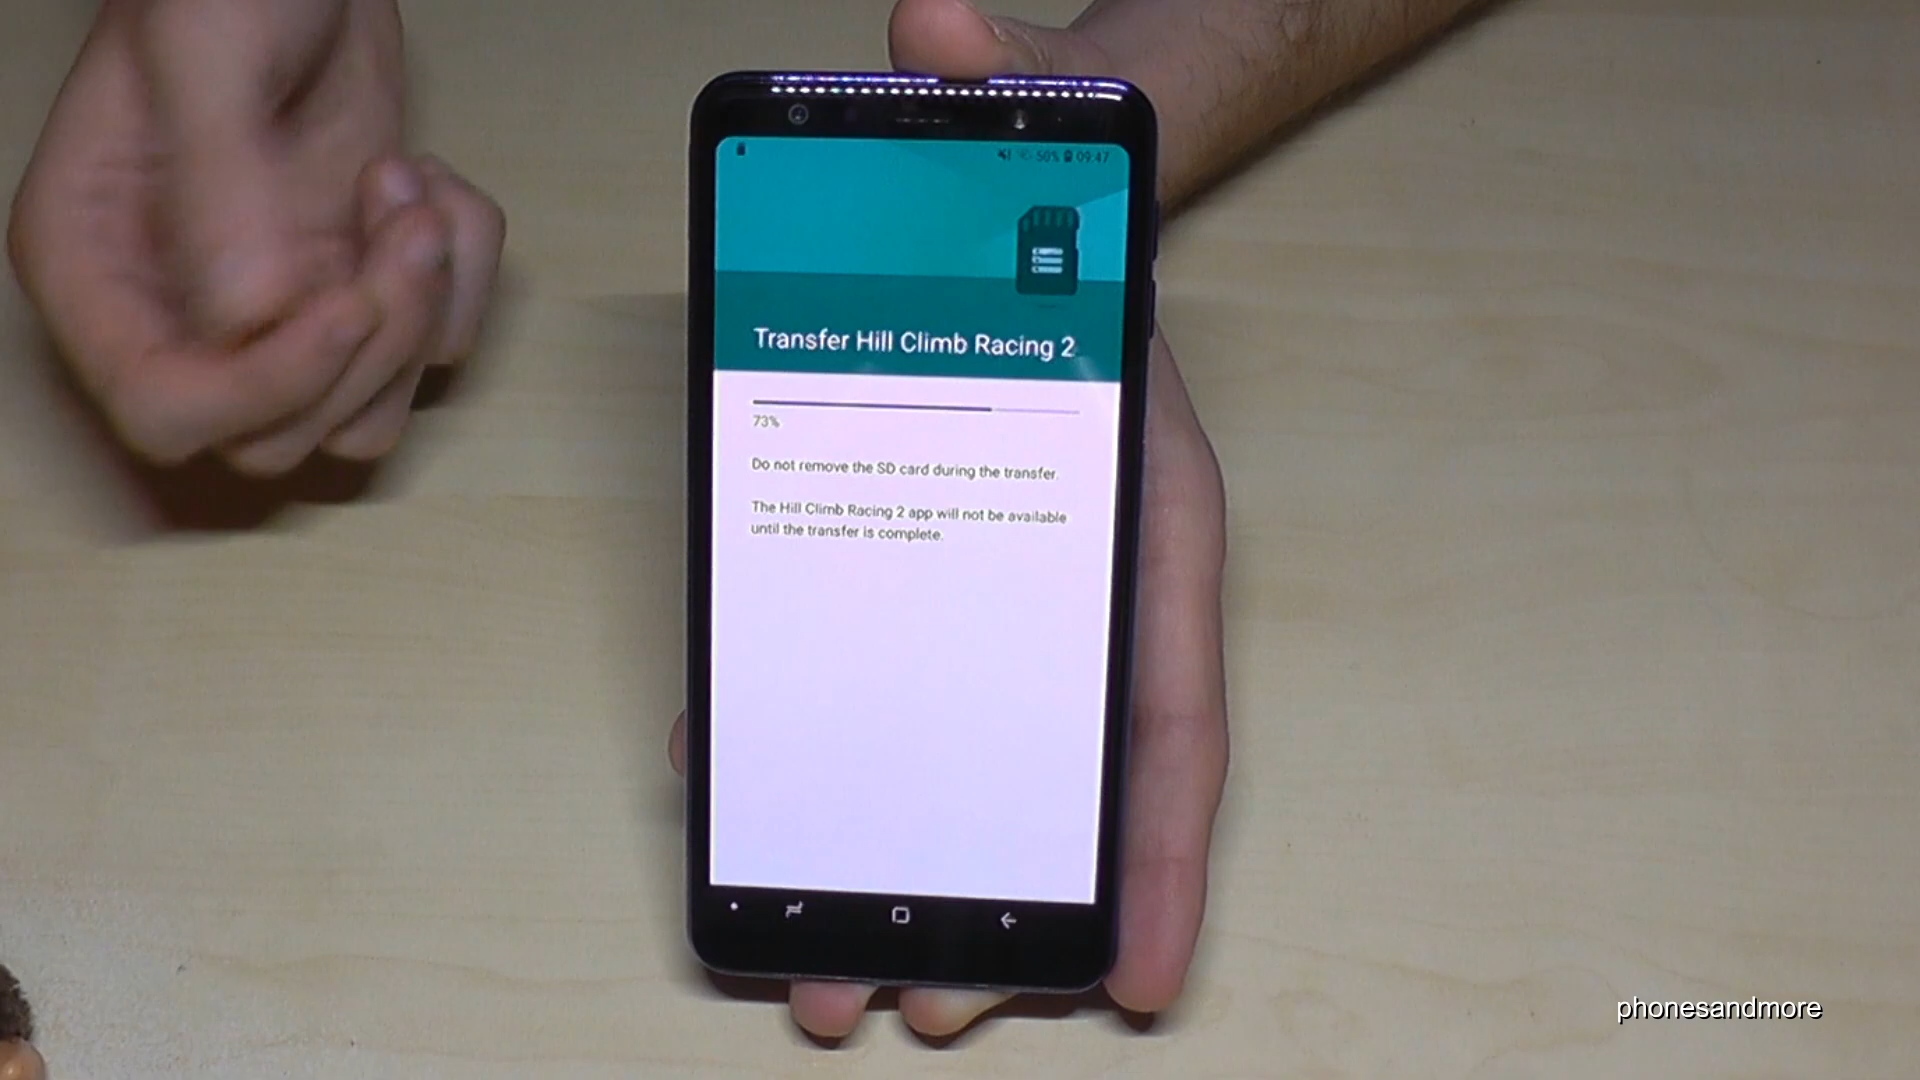 50% 09:47
Transfer Hill Climb Racing 2
73%
Do not remove the SD card during the transfer.
The Hill Climb Racing 2 app will not be available
until the transfer is complete.
phonesandmore